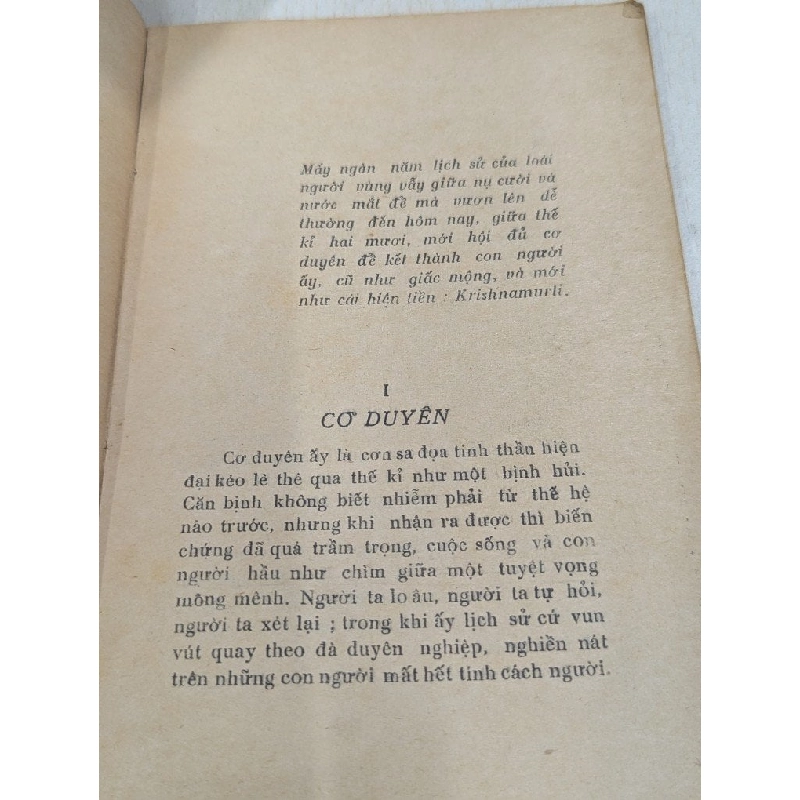 Mấy ngàn năm lịch sử của loài
người vùng vẫy giữa nụ cười và
nước mắt để mà vươn lên dễ
thường đến hôm nay, giữa thế
kỉ hai mươi, mới hội đủ cơ
duyên để kết thành con người
ấy, cũ như giấc mộng, và mới
như cái hiện tiền : Krishnamurti.
I
CƠ DUYÊN
Cơ duyên ấy là cơn sa đọa tinh thần hiện
đại kéo lê thê qua thế kỉ như một bịnh hủi.
Căn bịnh không biết nhiễm phải từ thế hệ
nào trước, nhưng khi nhận ra được thì biến
chứng đã quá trầm trọng, cuộc sống và con
người hầu như chìm giữa một tuyệt vọng
mông mênh. Người ta lo âu, người ta tự hỏi,
người ta xét lại ; trong khi ấy lịch sử cứ vun
vút quay theo đà duyên nghiệp, nghiền nát
trên những con người mất hết tính cách người.